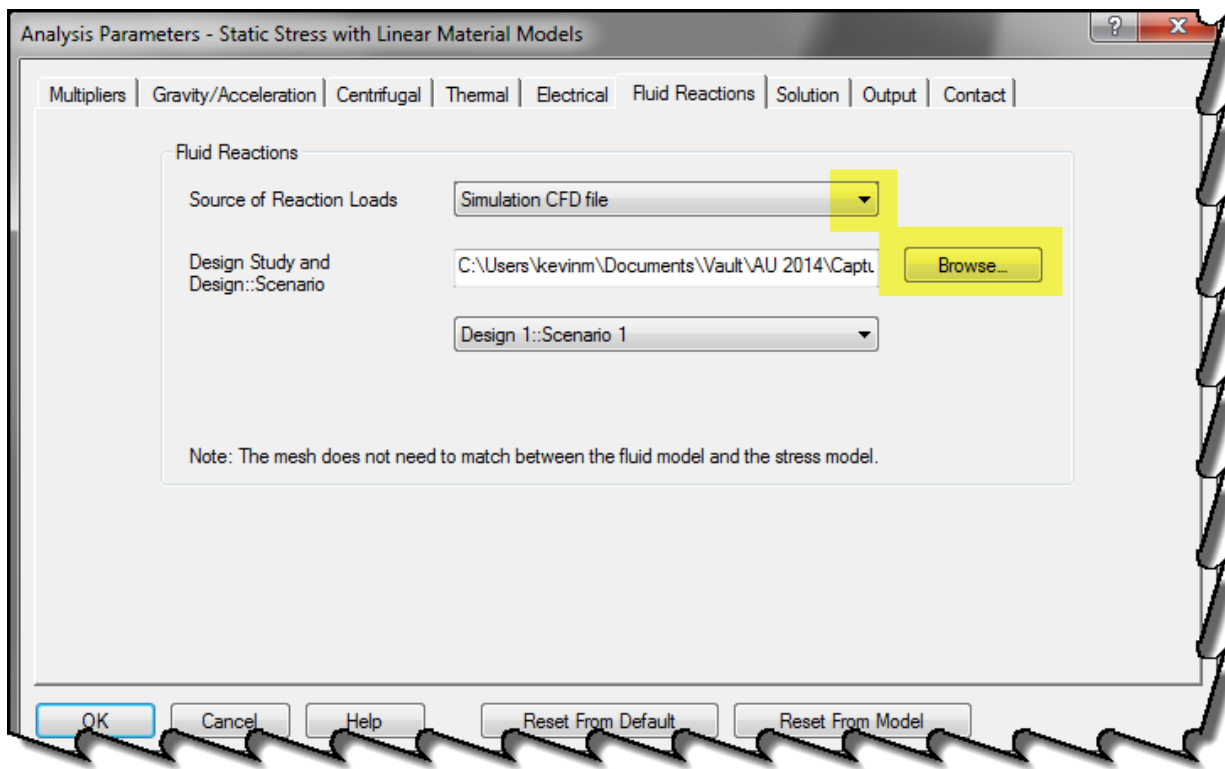 Analysis Parameters - Static Stress with Linear Material Models
Multipliers Gravity/Acceleration Centrifugal Thermal Electrical Fluid Reactions Solution Output Contact
Fluid Reactions
Source of Reaction Loads Simulation CFD file
Design Study and
Design::Scenario
C:\Users\kevinm\Documents\Vault\AU 2014\Captu Browse...
Design 1::Scenario 1
Note: The mesh does not need to match between the fluid model and the stress model.
OK Cancel Help Reset From Default Reset From Model